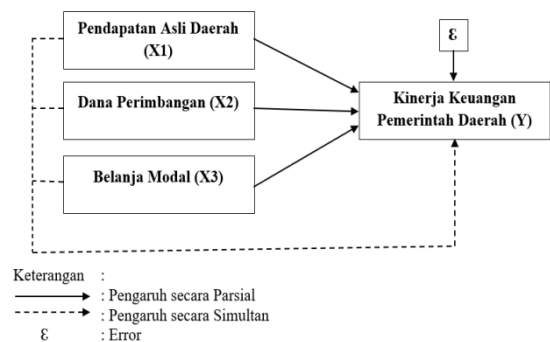 Pendapatan Asli Daerah
(X1)
ε
Dana Perimbangan (X2)
Kinerja Keuangan
Pemerintah Daerah (Y)
Belanja Modal (X3)
Keterangan :
: Pengaruh secara Parsial
: Pengaruh secara Simultan
ε : Error